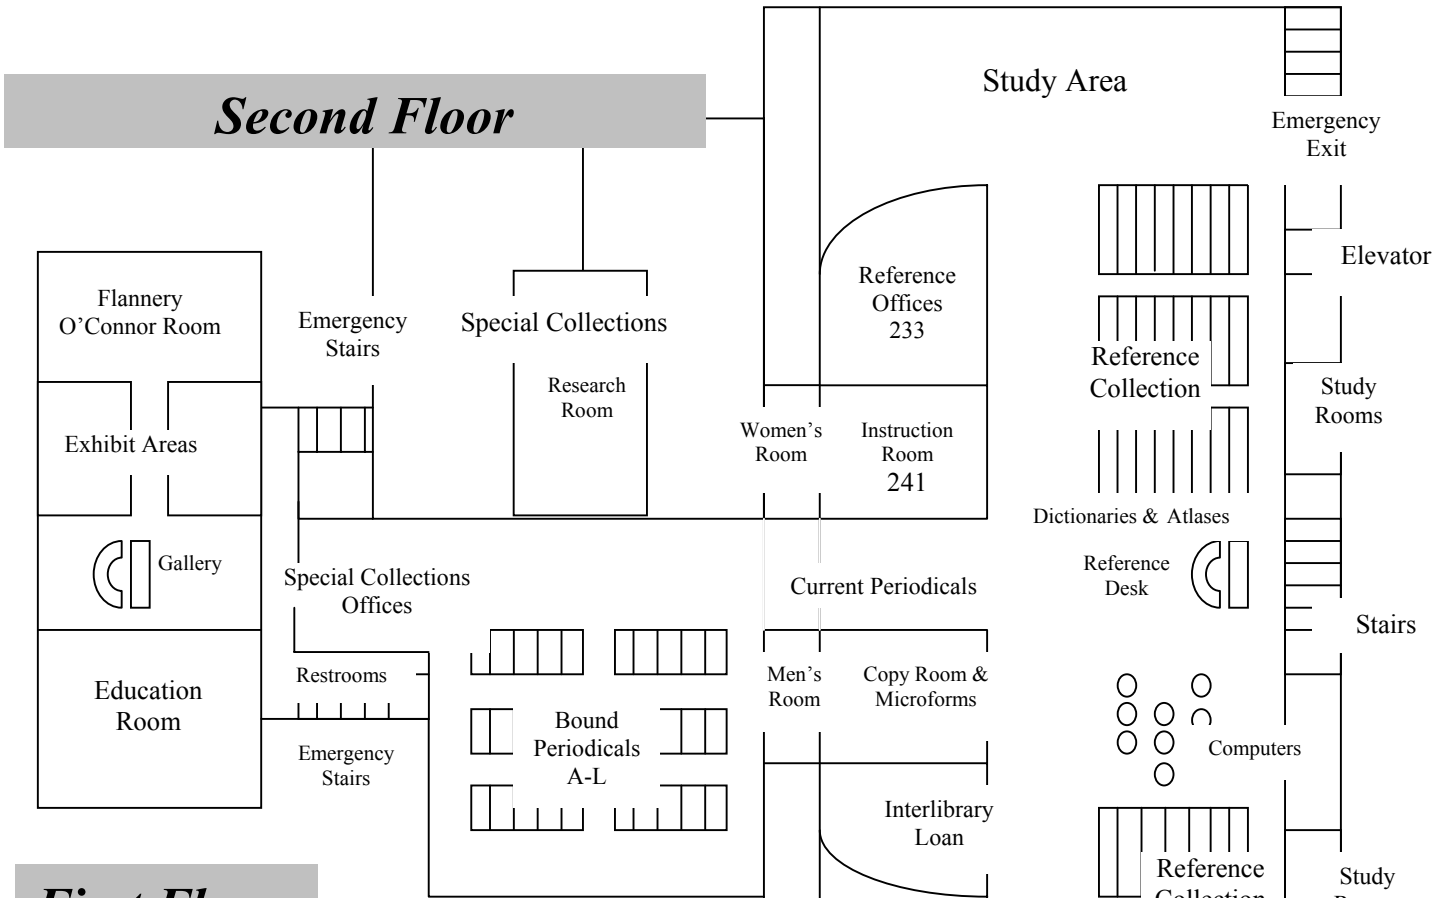 Second Floor
Study Area
Emergency
Exit
Elevator
Flannery
O’Connor Room
Emergency
Stairs
Special Collections
Research
Room
Reference
Offices
233
Reference
Collection
Study
Rooms
Exhibit Areas
Women’s
Room
Instruction
Room
241
Dictionaries & Atlases
Gallery
Special Collections
Offices
Current Periodicals
Reference
Desk
Stairs
Restrooms
Education
Room
Emergency
Stairs
Bound
Periodicals
A-L
Men’s
Room
Copy Room &
Microforms
Computers
Interlibrary
Loan
Reference
Collection
Study